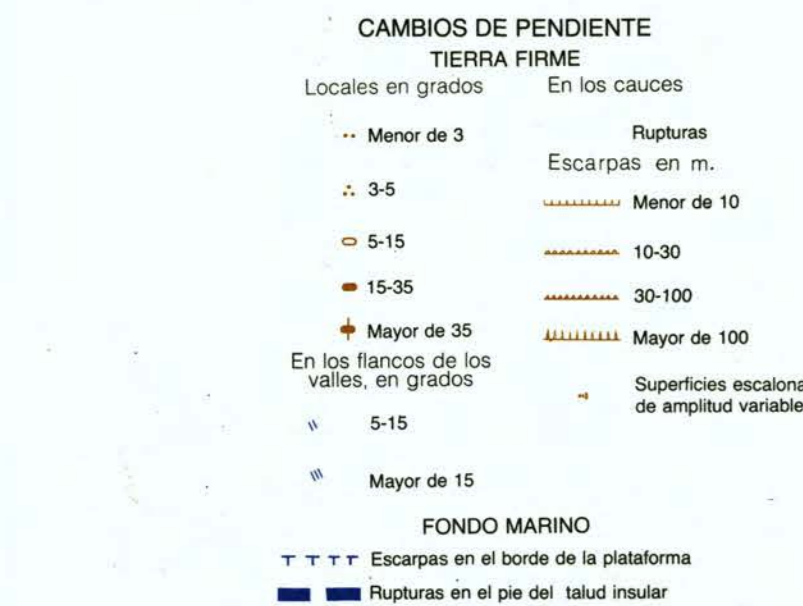 CAMBIOS DE PENDIENTE
TIERRA FIRME
Locales en grados
Menor de 3
3-5
5-15
15-35
Mayor de 35
En los flancos de los
valles, en grados
5-15
Mayor de 15
En los cauces
Rupturas
Escarpas en m.
Menor de 10
10-30
30-100
Mayor de 100
Superficies escalona
de amplitud variable
FONDO MARINO
Escarpas en el borde de la plataforma
Rupturas en el pie del talud insular